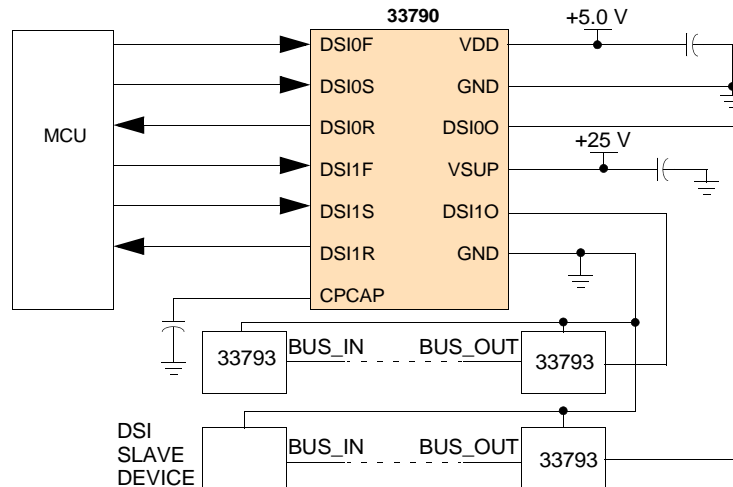 33790
+5.0 V
DSI0F
VDD
DSI0S
GND
MCU
DSI0R
DSI0O
+25 V
DSI1F
VSUP
DSI1S
DSI1O
DSI1R
GND
CPCAP
33793
BUS_IN
BUS_OUT
33793
DSI
SLAVE
DEVICE
BUS_IN
BUS_OUT
33793